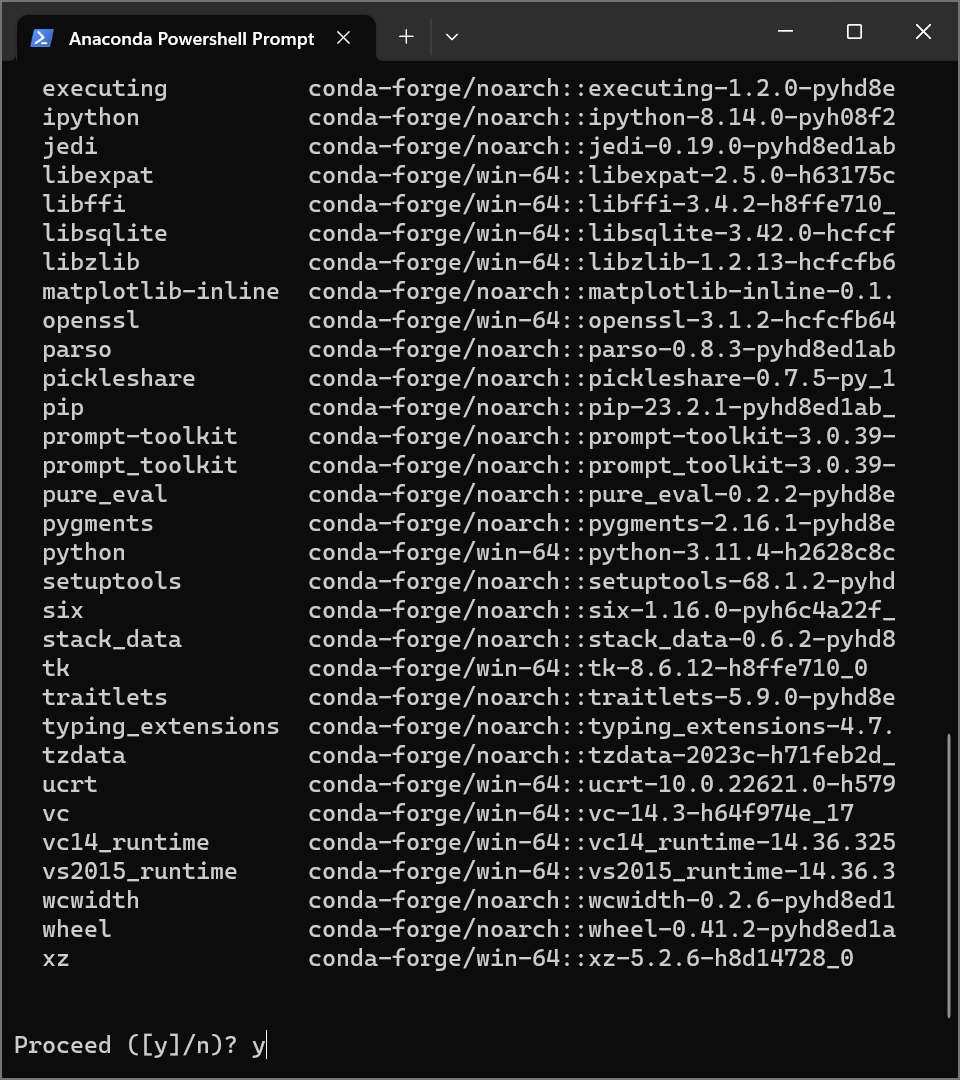 Anaconda Powershell Prompt
executing conda-forge/noarch::executing-1.2.0-pyhd8e
ipython conda-forge/noarch::ipython-8.14.0-pyh08f2
jedi conda-forge/noarch::jedi-0.19.0-pyhd8ed1ab
libexpat conda-forge/win-64::libexpat-2.5.0-h63175c
libffi conda-forge/win-64::libffi-3.4.2-h8ffe710_
libsqlite conda-forge/win-64::libsqlite-3.42.0-hcfcf
libzlib conda-forge/win-64::libzlib-1.2.13-hcfcfb6
matplotlib-inline conda-forge/noarch::matplotlib-inline-0.1.
openssl conda-forge/win-64::openssl-3.1.2-hcfcfb64
parso conda-forge/noarch::parso-0.8.3-pyhd8ed1ab
pickleshare conda-forge/noarch::pickleshare-0.7.5-py_1
pip conda-forge/noarch::pip-23.2.1-pyhd8ed1ab_
prompt-toolkit conda-forge/noarch::prompt-toolkit-3.0.39-
prompt_toolkit conda-forge/noarch::prompt_toolkit-3.0.39-
pure_eval conda-forge/noarch::pure_eval-0.2.2-pyhd8e
pygments conda-forge/noarch::pygments-2.16.1-pyhd8e
python conda-forge/win-64::python-3.11.4-h2628c8c
setuptools conda-forge/noarch::setuptools-68.1.2-pyhd
six conda-forge/noarch::six-1.16.0-pyh6c4a22f_
stack_data conda-forge/noarch::stack_data-0.6.2-pyhd8
tk conda-forge/win-64::tk-8.6.12-h8ffe710_0
traitlets conda-forge/noarch::traitlets-5.9.0-pyhd8e
typing_extensions conda-forge/noarch::typing_extensions-4.7.
tzdata conda-forge/noarch::tzdata-2023c-h71feb2d_
ucrt conda-forge/win-64::ucrt-10.0.22621.0-h579
vc conda-forge/win-64::vc-14.3-h64f974e_17
vc14_runtime conda-forge/win-64::vc14_runtime-14.36.325
vs2015_runtime conda-forge/win-64::vs2015_runtime-14.36.3
wcwidth conda-forge/noarch::wcwidth-0.2.6-pyhd8ed1
wheel conda-forge/noarch::wheel-0.41.2-pyhd8ed1a
xz conda-forge/win-64::xz-5.2.6-h8d14728_0
Proceed ([y]/n)? y